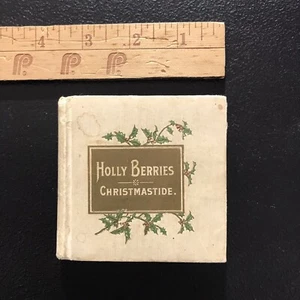 4 3 2 1
HOLLY BERRIES
AT
CHRISTMASTIDE.